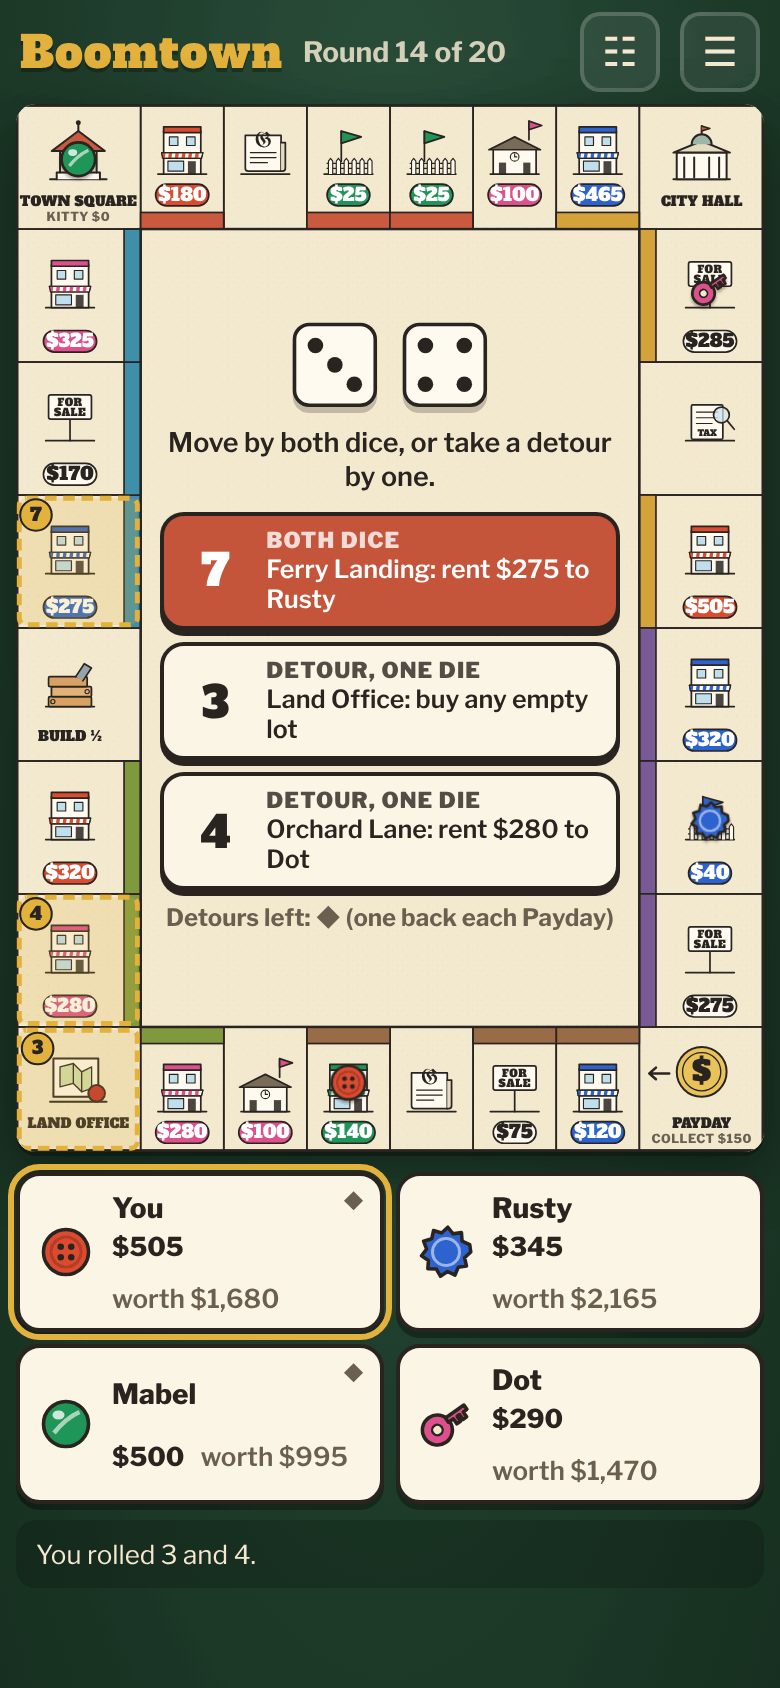 Boomtown
Round 14 of 20
TOWN SQUARE
KITTY $0
$180
$25
$25
$100
$465
CITY HALL
$325
FOR SALE
$285
FOR
SALE
$170
TAX
7
$275
$505
BUILD ½
$320
$320
$40
4
$280
FOR
SALE
$275
3
LAND OFFICE
$280
$100
$140
FOR
SALE
$75
$120
$
PAYDAY
COLLECT $150
Move by both dice, or take a detour
by one.
7
BOTH DICE
Ferry Landing: rent $275 to
Rusty
3
DETOUR, ONE DIE
Land Office: buy any empty
lot
4
DETOUR, ONE DIE
Orchard Lane: rent $280 to
Dot
Detours left: ◆ (one back each Payday)
You
$505
worth $1,680
Rusty
$345
worth $2,165
Mabel
$500 worth $995
Dot
$290
worth $1,470
You rolled 3 and 4.